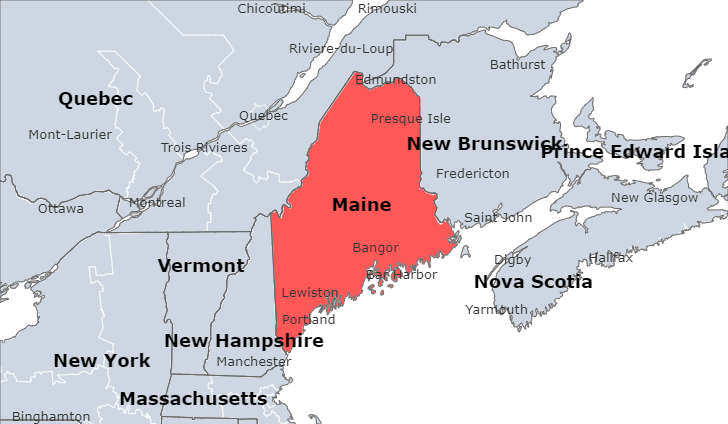 Chicoutimi
Rimouski
Riviere-du-Loup
Bathurst
Edmundston
Quebec
Quebec
Presque Isle
Mont-Laurier
Trois Rivieres
New Brunswick
Prince Edward Isla
Fredericton
New Glasgow
Montreal
Ottawa
Maine
Saint John
Bangor
Digby
Halifax
Vermont
Bar Harbor
Nova Scotia
Lewiston
Yarmouth
Portland
New Hampshire
New York
Manchester
Massachusetts
Binghamton